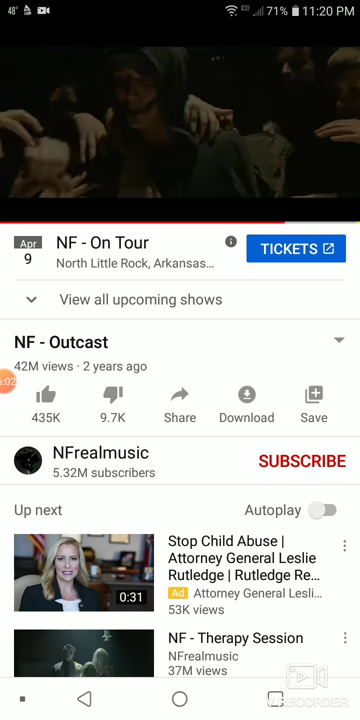 48°
71% 11:20 PM
Apr
9
NF - On Tour
North Little Rock, Arkansas...
TICKETS
View all upcoming shows
NF - Outcast
42M views · 2 years ago
435K
9.7K
Share
Download
Save
NFrealmusic
5.32M subscribers
SUBSCRIBE
Up next
Autoplay
Stop Child Abuse |
Attorney General Leslie
Rutledge | Rutledge Re...
Ad Attorney General Lesli...
53K views
0:31
NF - Therapy Session
NFrealmusic
37M views
RECORDER